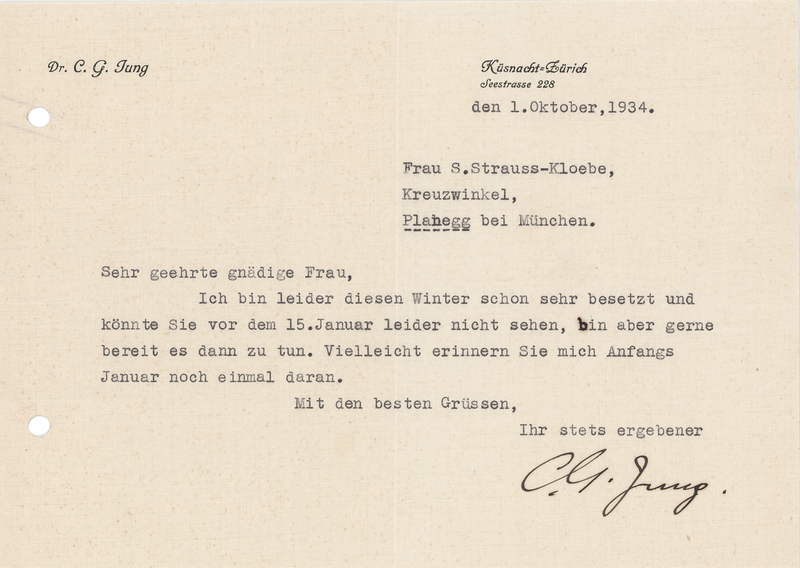 Dr. C. G. Jung
Küsnacht=Zürich
Seestrasse 228
den 1.Oktober,1934.
Frau S.Strauss-Kloebe,
Kreuzwinkel,
Planegg bei München.
Sehr geehrte gnädige Frau,
Ich bin leider diesen Winter schon sehr besetzt und
könnte Sie vor dem 15.Januar leider nicht sehen, bin aber gerne
bereit es dann zu tun. Vielleicht erinnern Sie mich Anfangs
Januar noch einmal daran.
Mit den besten Grüssen,
Ihr stets ergebener
C. G. Jung.